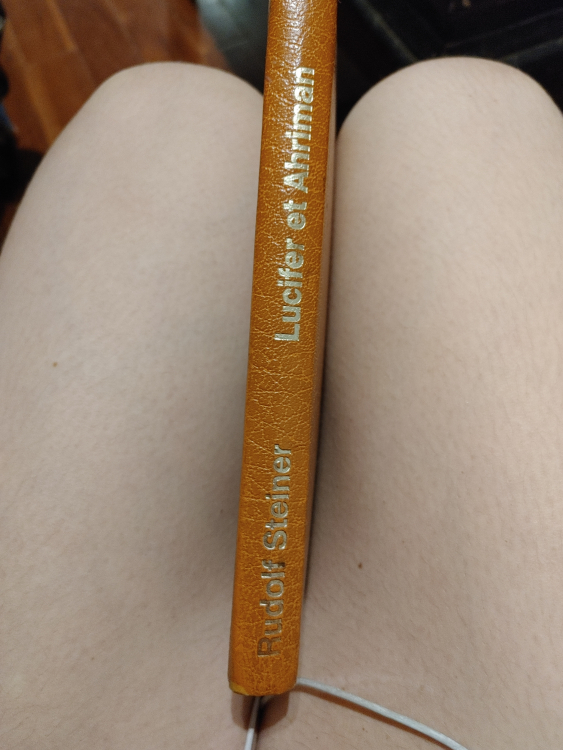 Rudolf Steiner
Lucifer et Ahriman